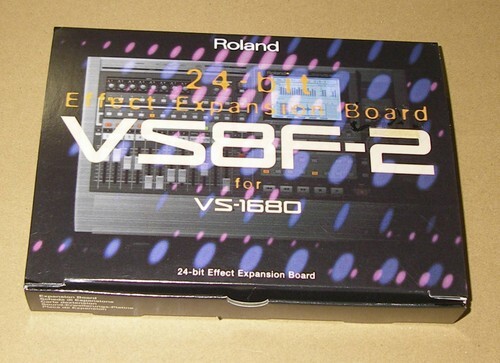 Roland
24-bit
Effect Expansion Board
VS8F-2
for
VS-1680
24-bit Effect Expansion Board
Expansion Board